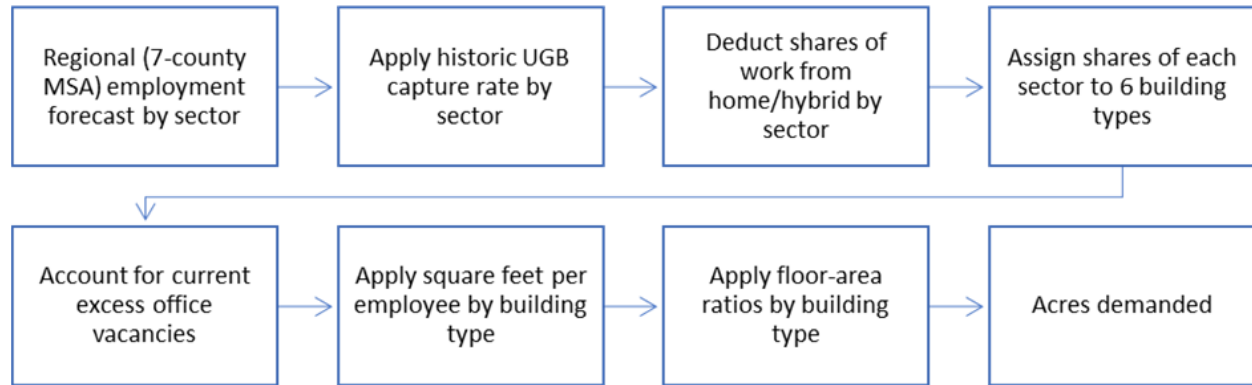 Regional (7-county
MSA) employment
forecast by sector
Apply historic UGB
capture rate by
sector
Deduct shares of
work from
home/hybrid by
sector
Assign shares of each
sector to 6 building
types
Account for current
excess office
vacancies
Apply square feet per
employee by building
type
Apply floor-area
ratios by building
type
Acres demanded